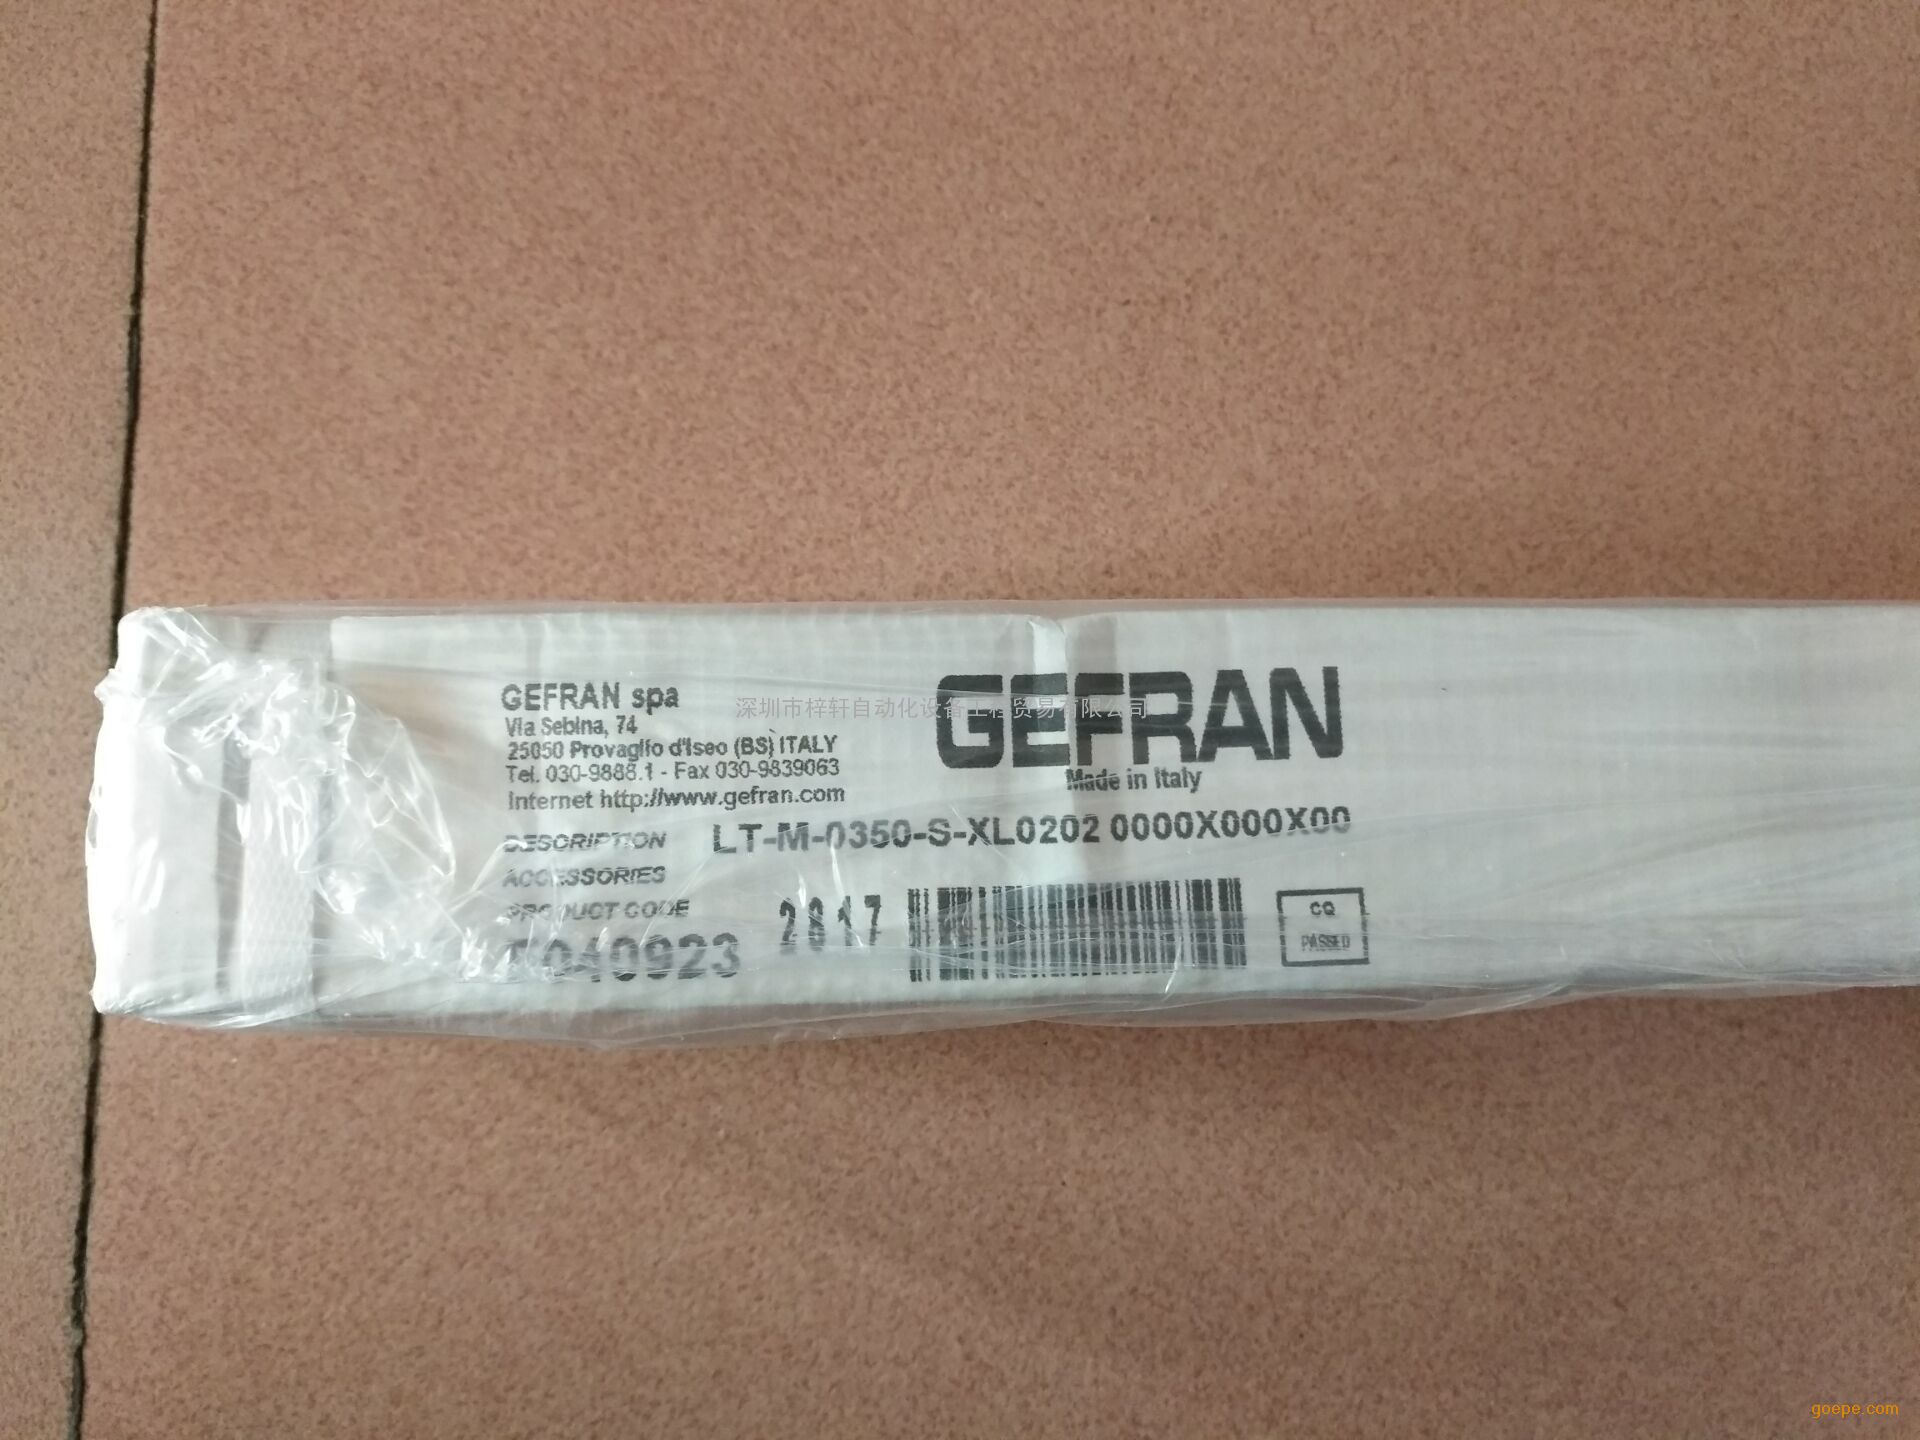 GEFRAN spa
Via Sebina, 74
25050 Provaglio d'Iseo (BS) ITALY
Tel. 030-9888.1 - Fax 030-9839063
Internet http://www.gefran.com
GEFRAN
Made in Italy
深圳市梓轩自动化设备工程贸易有限公司
DESCRIPTION LT-M-0350-S-XL0202 0000X000X00
ACCESSORIES
PRODUCT CODE
F040923
2817
CQ
PASSED
goepe.com